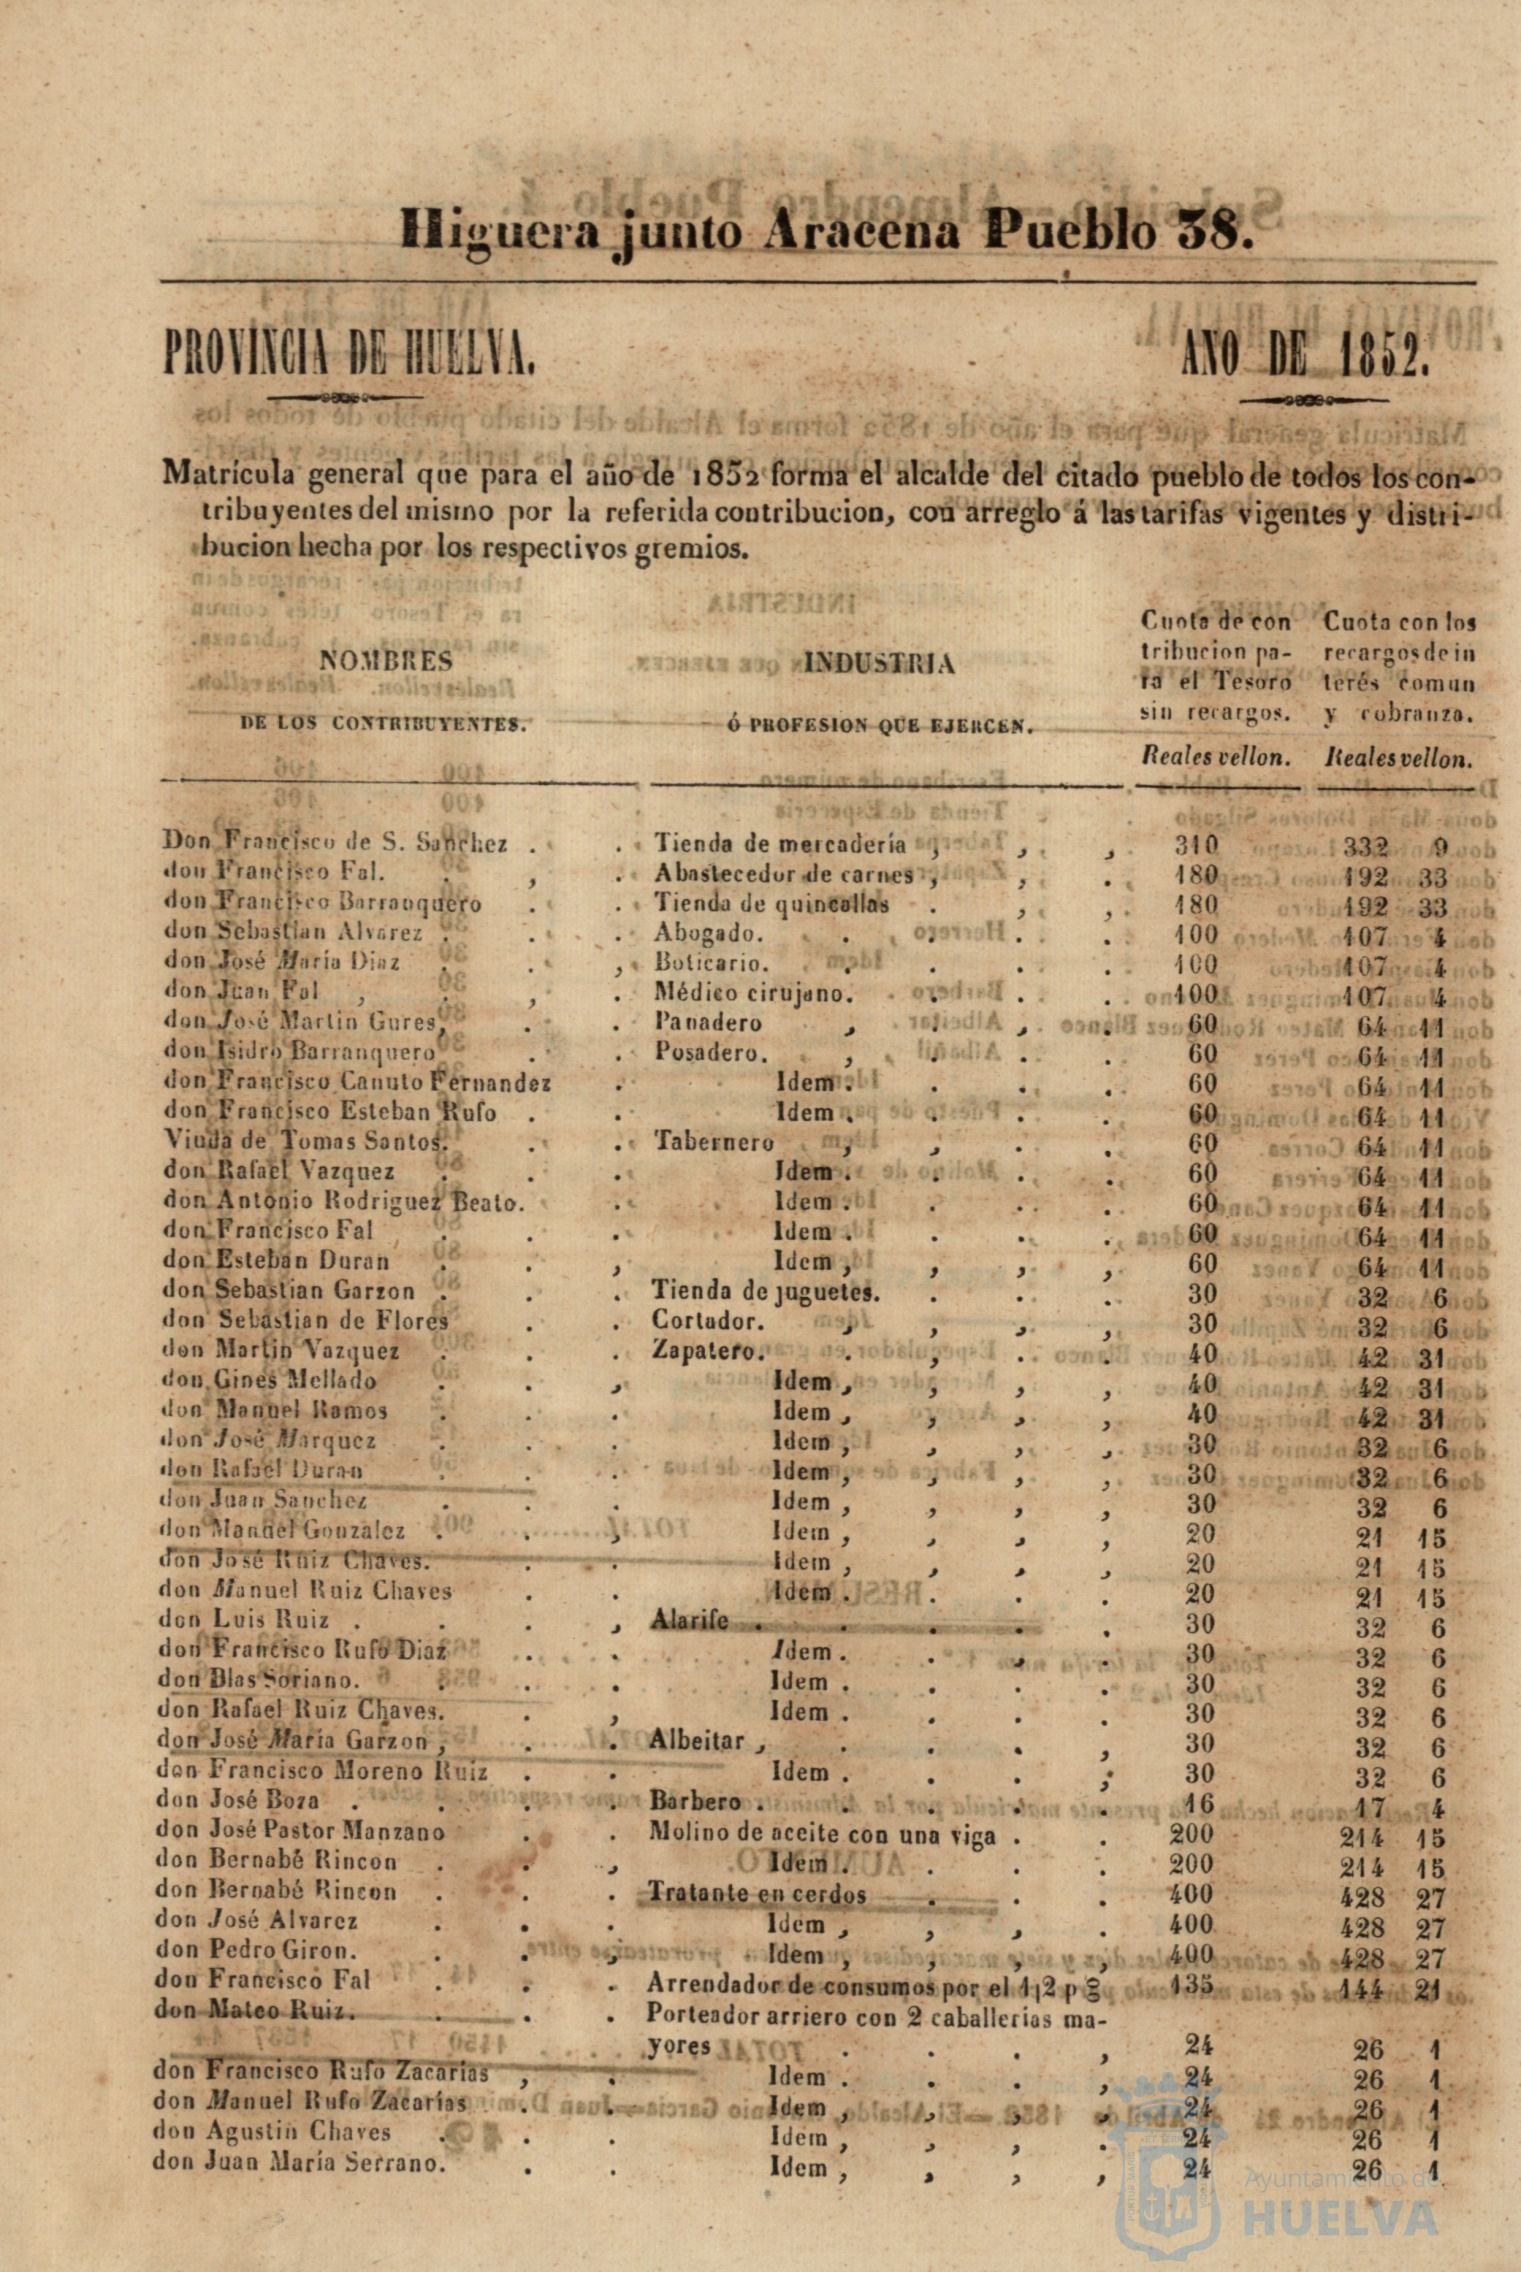 Higuera junto Aracena Pueblo 38.
PROVINCIA DE HUELVA.
AÑO DE 1852.
Matrícula general que para el año de 1852 forma el alcalde del citado pueblo de todos los con-
tribuyentes del mismo por la referida contribucion, con arreglo á las tarifas vigentes y distri-
bucion hecha por los respectivos gremios.
NOMBRES
DE LOS CONTRIBUYENTES.
INDUSTRIA
Ó PROFESION QUE EJERCEN.
Cuota de con
tribucion pa-
ra el Tesoro
sin recargos.
Reales vellon.
Cuota con los
recargos de in
terés comun
y cobranza.
Reales vellon.
Don Francisco de S. Sanchez . . Tienda de mercadería , , , 310 332 9
don Francisco Fal. . , . Abastecedor de carnes , , . 180 192 33
don Francisco Barranquero . . Tienda de quincallas . , , 180 192 33
don Sebastian Alvarez . . . Abogado. . . . . 100 107 4
don José María Diaz . . , Boticario. . . . . 100 107 4
don Juan Fal , . , . Médico cirujano. . . . 100 107 4
don José Martin Gures, . . Panadero , . , . 60 64 11
don Isidro Barranquero . . Posadero. , . . . 60 64 11
don Francisco Canuto Fernandez . Idem . . . . 60 64 11
don Francisco Esteban Rufo . . Idem . . . . 60 64 11
Viuda de Tomas Santos. . . Tabernero , , . . 60 64 11
don Rafael Vazquez . . . Idem . . . . 60 64 11
don Antonio Rodriguez Beato. . Idem . . . . 60 64 11
don Francisco Fal . . . Idem . . . . 60 64 11
don Esteban Duran . . , Idem , , , , 60 64 11
don Sebastian Garzon . . . Tienda de juguetes. . . . 30 32 6
don Sebastian de Flores . . Cortador. , , , , 30 32 6
don Martin Vazquez . . . Zapatero. . , . . 40 42 31
don Gines Mellado . . , Idem , , , , 40 42 31
don Manuel Ramos . . . Idem , , , , 40 42 31
don José Marquez . . . Idem , , , , 30 32 6
don Rafael Duran . . . Idem , , , , 30 32 6
don Juan Sanchez . . . Idem , , , , 30 32 6
don Manuel Gonzalez . . , Idem , , , , 20 21 15
don José Ruiz Chaves. . . Idem , , , , 20 21 15
don Manuel Ruiz Chaves . . Idem . . . . 20 21 15
don Luis Ruiz . . . , Alarife . . . . . 30 32 6
don Francisco Rufo Diaz . . Idem . . , . 30 32 6
don Blas Soriano. . . . Idem . . . . 30 32 6
don Rafael Ruiz Chaves. . , Idem . . . . 30 32 6
don José María Garzon , . . Albeitar , . . . , 30 32 6
don Francisco Moreno Ruiz . . Idem . . . , 30 32 6
don José Boza . . . . Barbero . . . . . 16 17 4
don José Pastor Manzano . . Molino de aceite con una viga . . 200 214 15
don Bernabé Rincon . . , Idem . . . . 200 214 15
don Bernabé Rincon . . . Tratante en cerdos . . . 400 428 27
don José Alvarez . . . Idem , , , . 400 428 27
don Pedro Giron. . . , Idem , , , , 400 428 27
don Francisco Fal . . . Arrendador de consumos por el 1¡2 p g 135 144 21
don Mateo Ruiz. . . . Porteador arriero con 2 caballerias ma-
yores . . . , 24 26 1
don Francisco Rufo Zacarías , . Idem . . . , 24 26 1
don Manuel Rufo Zacarías . . Idem , , , , 24 26 1
don Agustin Chaves . . . Idem , , , . 24 26 1
don Juan María Serrano. . . Idem , , , , 24 26 1
Ayuntamiento de
HUELVA